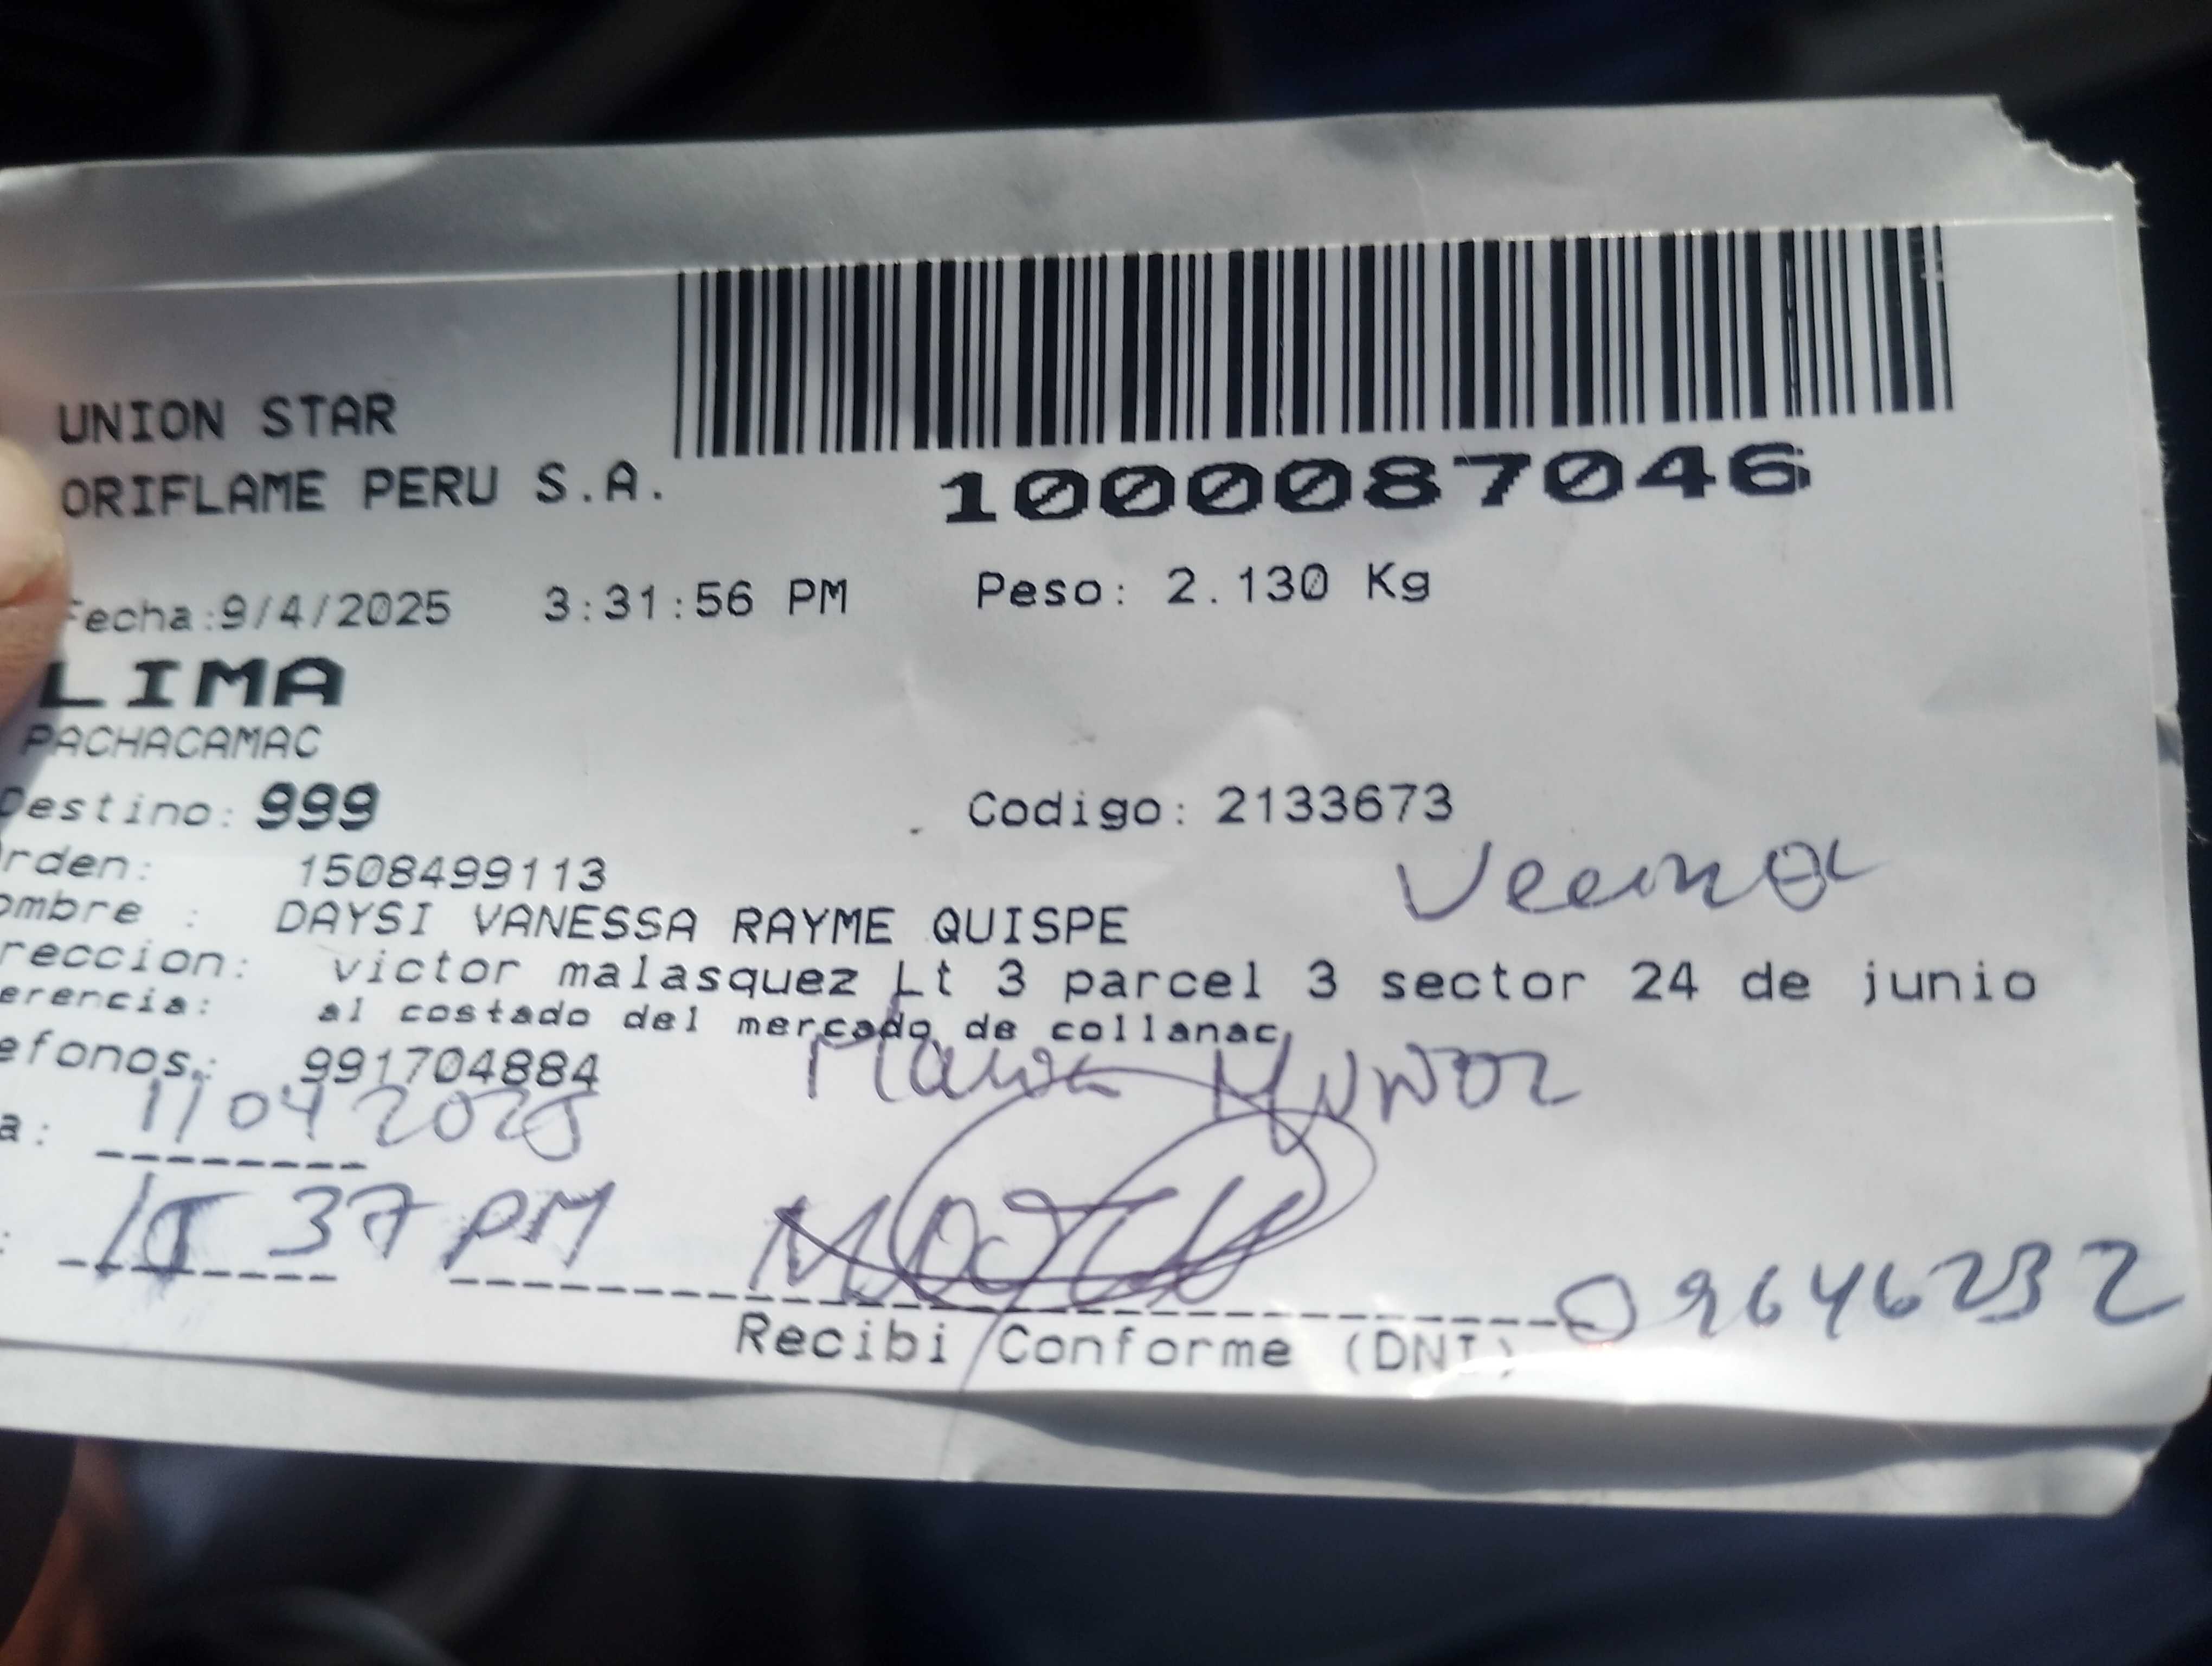 UNION STAR
ORIFLAME PERU S.A.
1000087046
Fecha:9/4/2025 3:31:56 PM Peso: 2.130 Kg
LIMA
PACHACAMAC
Destino: 999 Codigo: 2133673
rden: 1508499113
ombre : DAYSI VANESSA RAYME QUISPE
reccion: victor malasquez Lt 3 parcel 3 sector 24 de junio
erencia: al costado del mercado de collanac
efonos: 991704884
a: 11 04 2025
: 37 PM
09646232
Recibi Conforme (DNI)